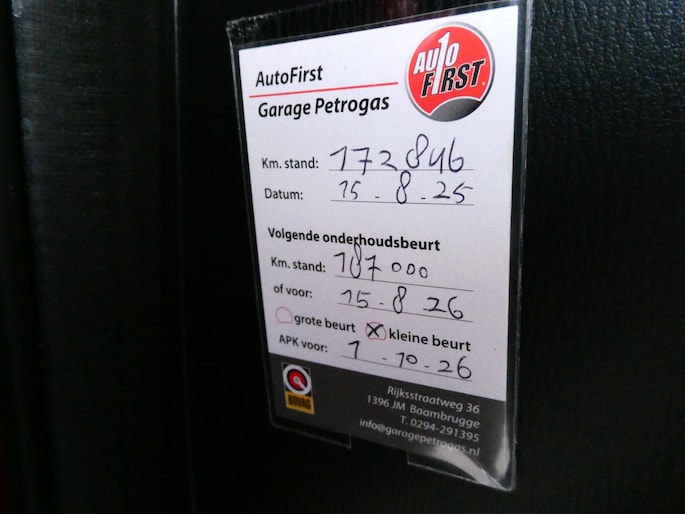 AUTO
FIRST
AutoFirst
Garage Petrogas
Km. stand: 172846
Datum: 15-8-25
Volgende onderhoudsbeurt
Km. stand: 187000
of voor: 15-8 26
grote beurt kleine beurt
APK voor: 1-10-26
BOVAG
Rijksstraatweg 36
1396 JM Baambrugge
T. 0294-291395
info@garagepetrogas.nl